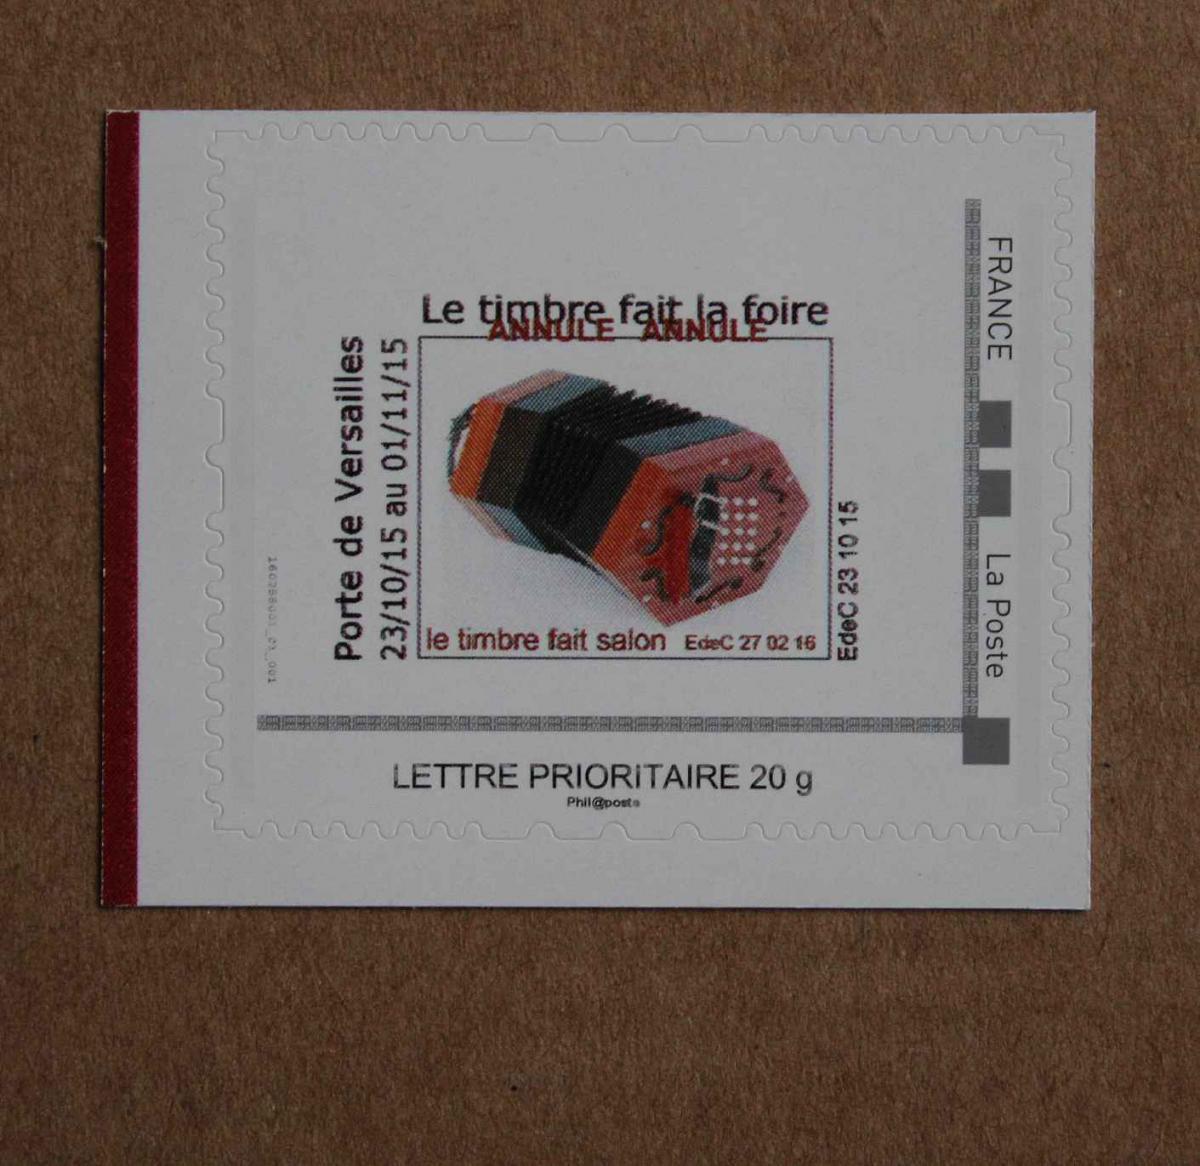 Le timbre fait la foire
ANNULE ANNULE
Porte de Versailles
23/10/15 au 01/11/15
le timbre fait salon EdeC 27 02 16
EdeC 23 10 15
FRANCE
La Poste
LETTRE PRIORITAIRE 20 g
Phil@poste